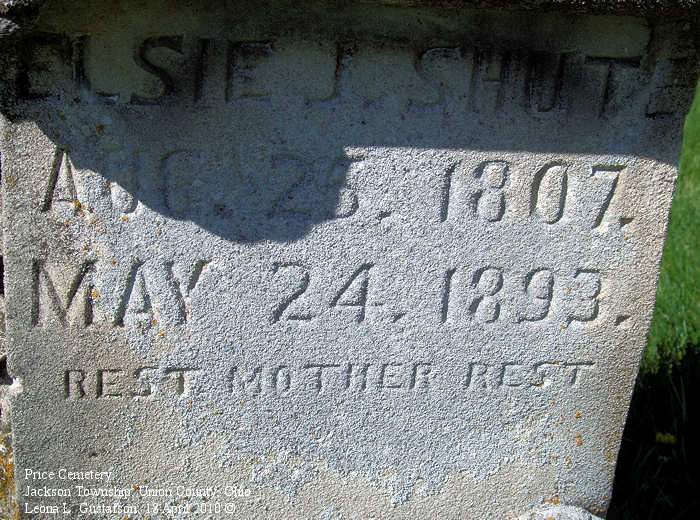 ELSIE J. SHUTE
AUG. 25. 1807.
MAY 24. 1893.
REST MOTHER REST
Price Cemetery
Jackson Township, Union County, Ohio
Leona L. Gustafson, 18 April 2010 ©